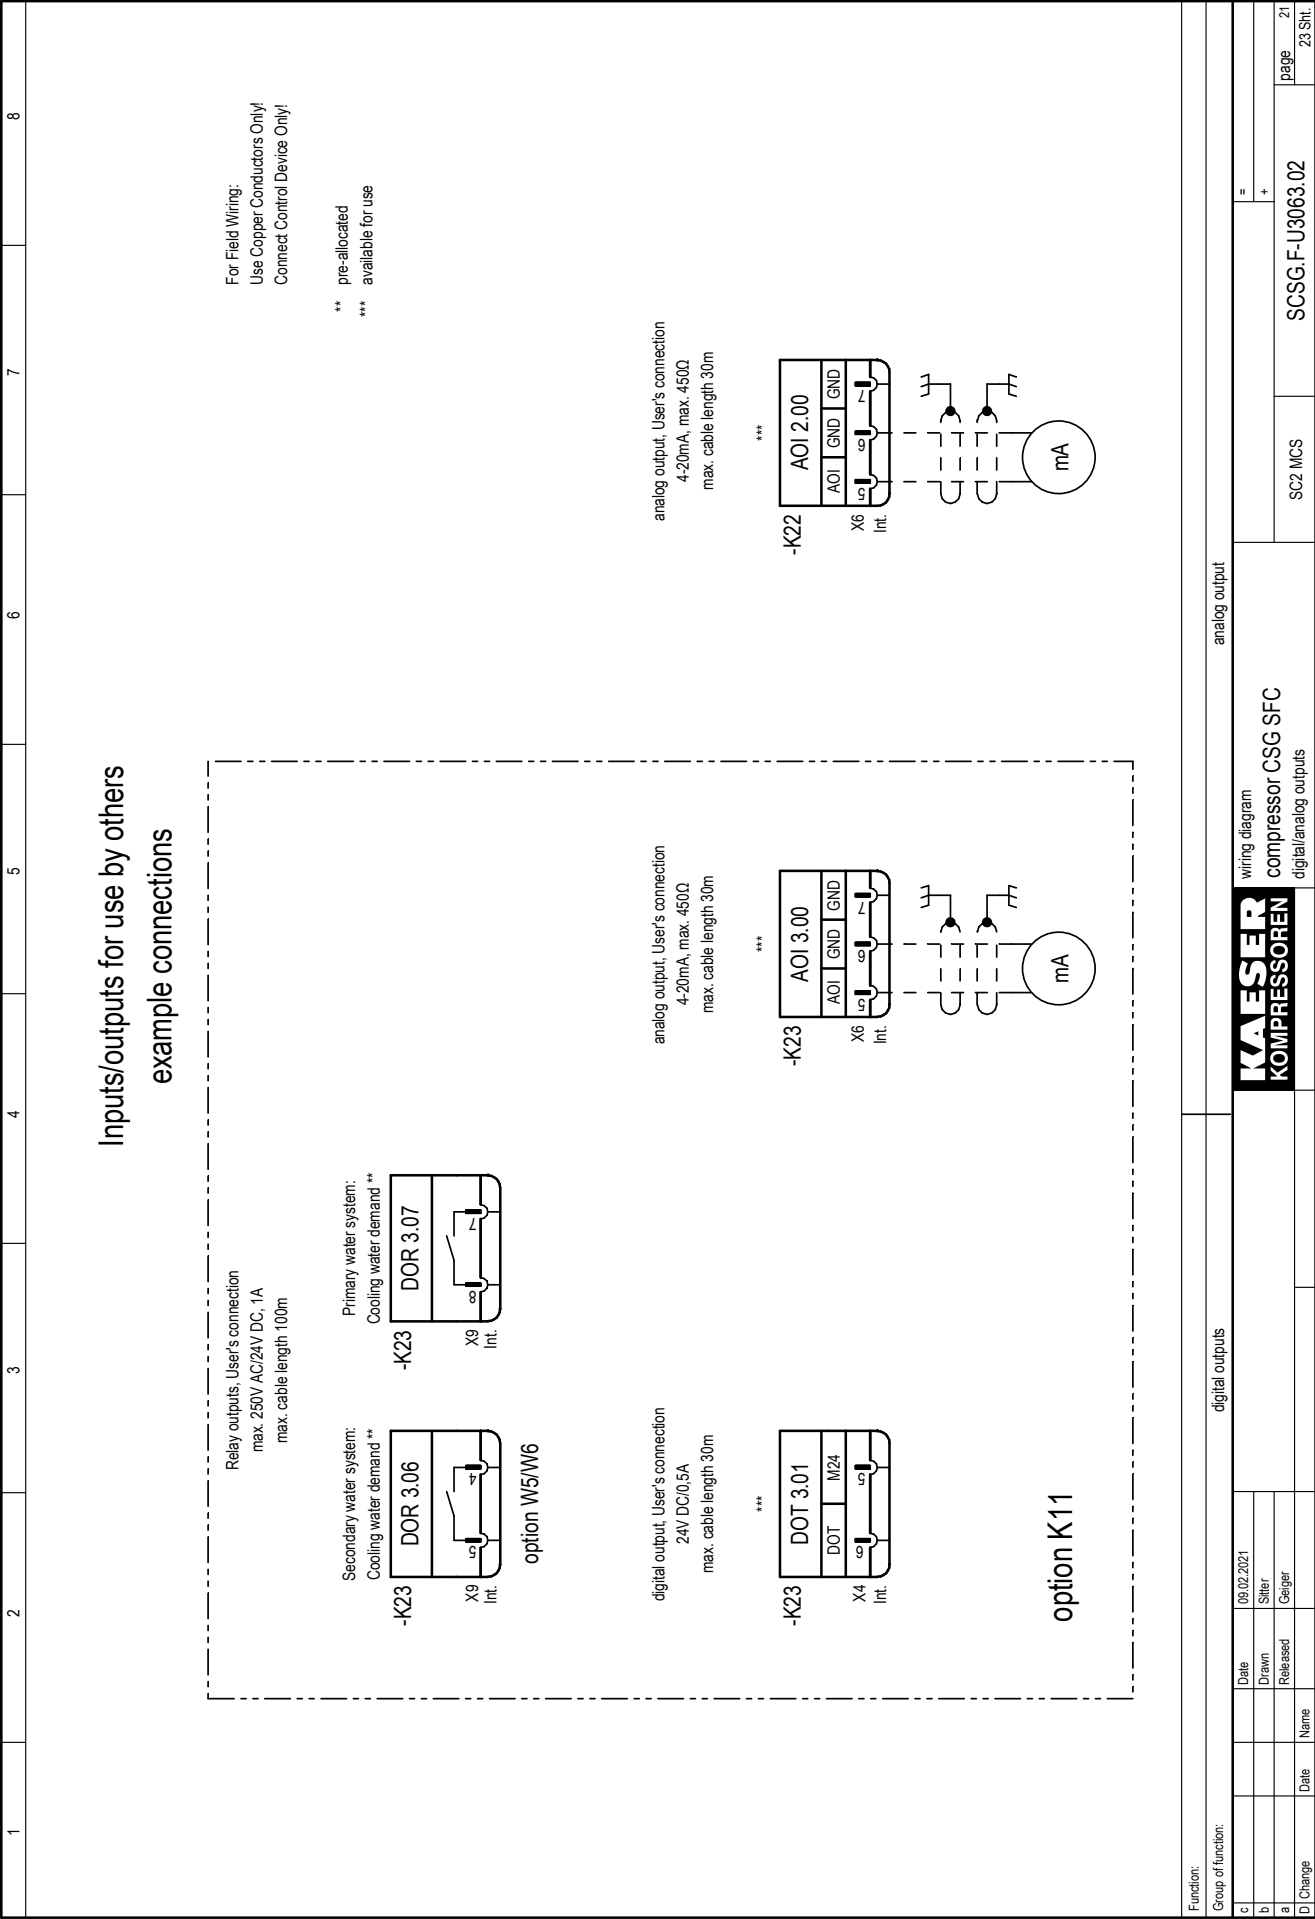 1
2
3
4
5
6
7
8
Inputs/outputs for use by others
example connections
For Field Wiring:
Use Copper Conductors Only!
Connect Control Device Only!
** pre-allocated
*** available for use
Relay outputs, User's connection
max. 250V AC/24V DC, 1A
max. cable length 100m
Secondary water system:
Cooling water demand **
-K23
DOR 3.06
X9
Int.
5
4
option W5/W6
Primary water system:
Cooling water demand **
-K23
DOR 3.07
X9
Int.
8
7
digital output, User's connection
24V DC/0,5A
max. cable length 30m
***
-K23
DOT 3.01
DOT
M24
X4
Int.
6
5
analog output, User's connection
4-20mA, max. 450Ω
max. cable length 30m
***
-K23
AOI 3.00
AOI
GND
GND
X6
Int.
5
6
7
mA
option K11
analog output, User's connection
4-20mA, max. 450Ω
max. cable length 30m
***
-K22
AOI 2.00
AOI
GND
GND
X6
Int.
5
6
7
mA
Function:
Group of function:
digital outputs
analog output
c
b
a
D
Change
Date
Name
Date
09.02.2021
Drawn
Sitter
Released
Geiger
KAESER
KOMPRESSOREN
wiring diagram
compressor CSG SFC
digital/analog outputs
SC2 MCS
=
+
SCSG.F-U3063.02
page
21
23 Sht.